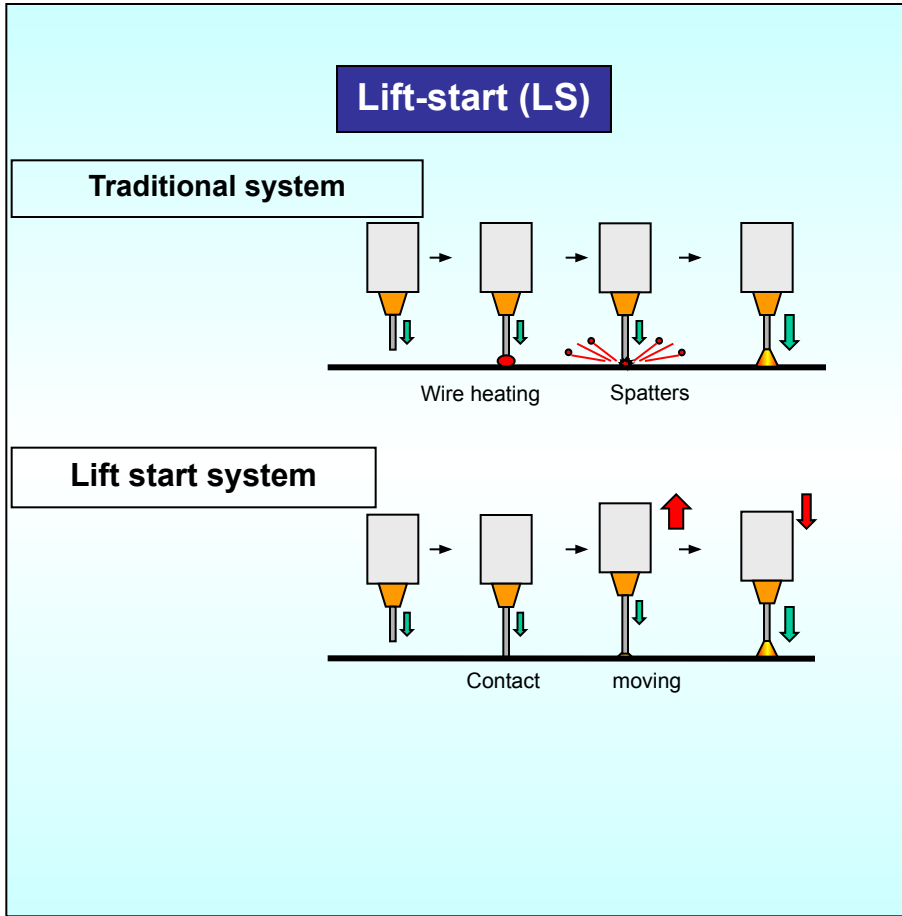 Lift-start (LS)
Traditional system
Wire heating
Spatters
Lift start system
Contact
moving